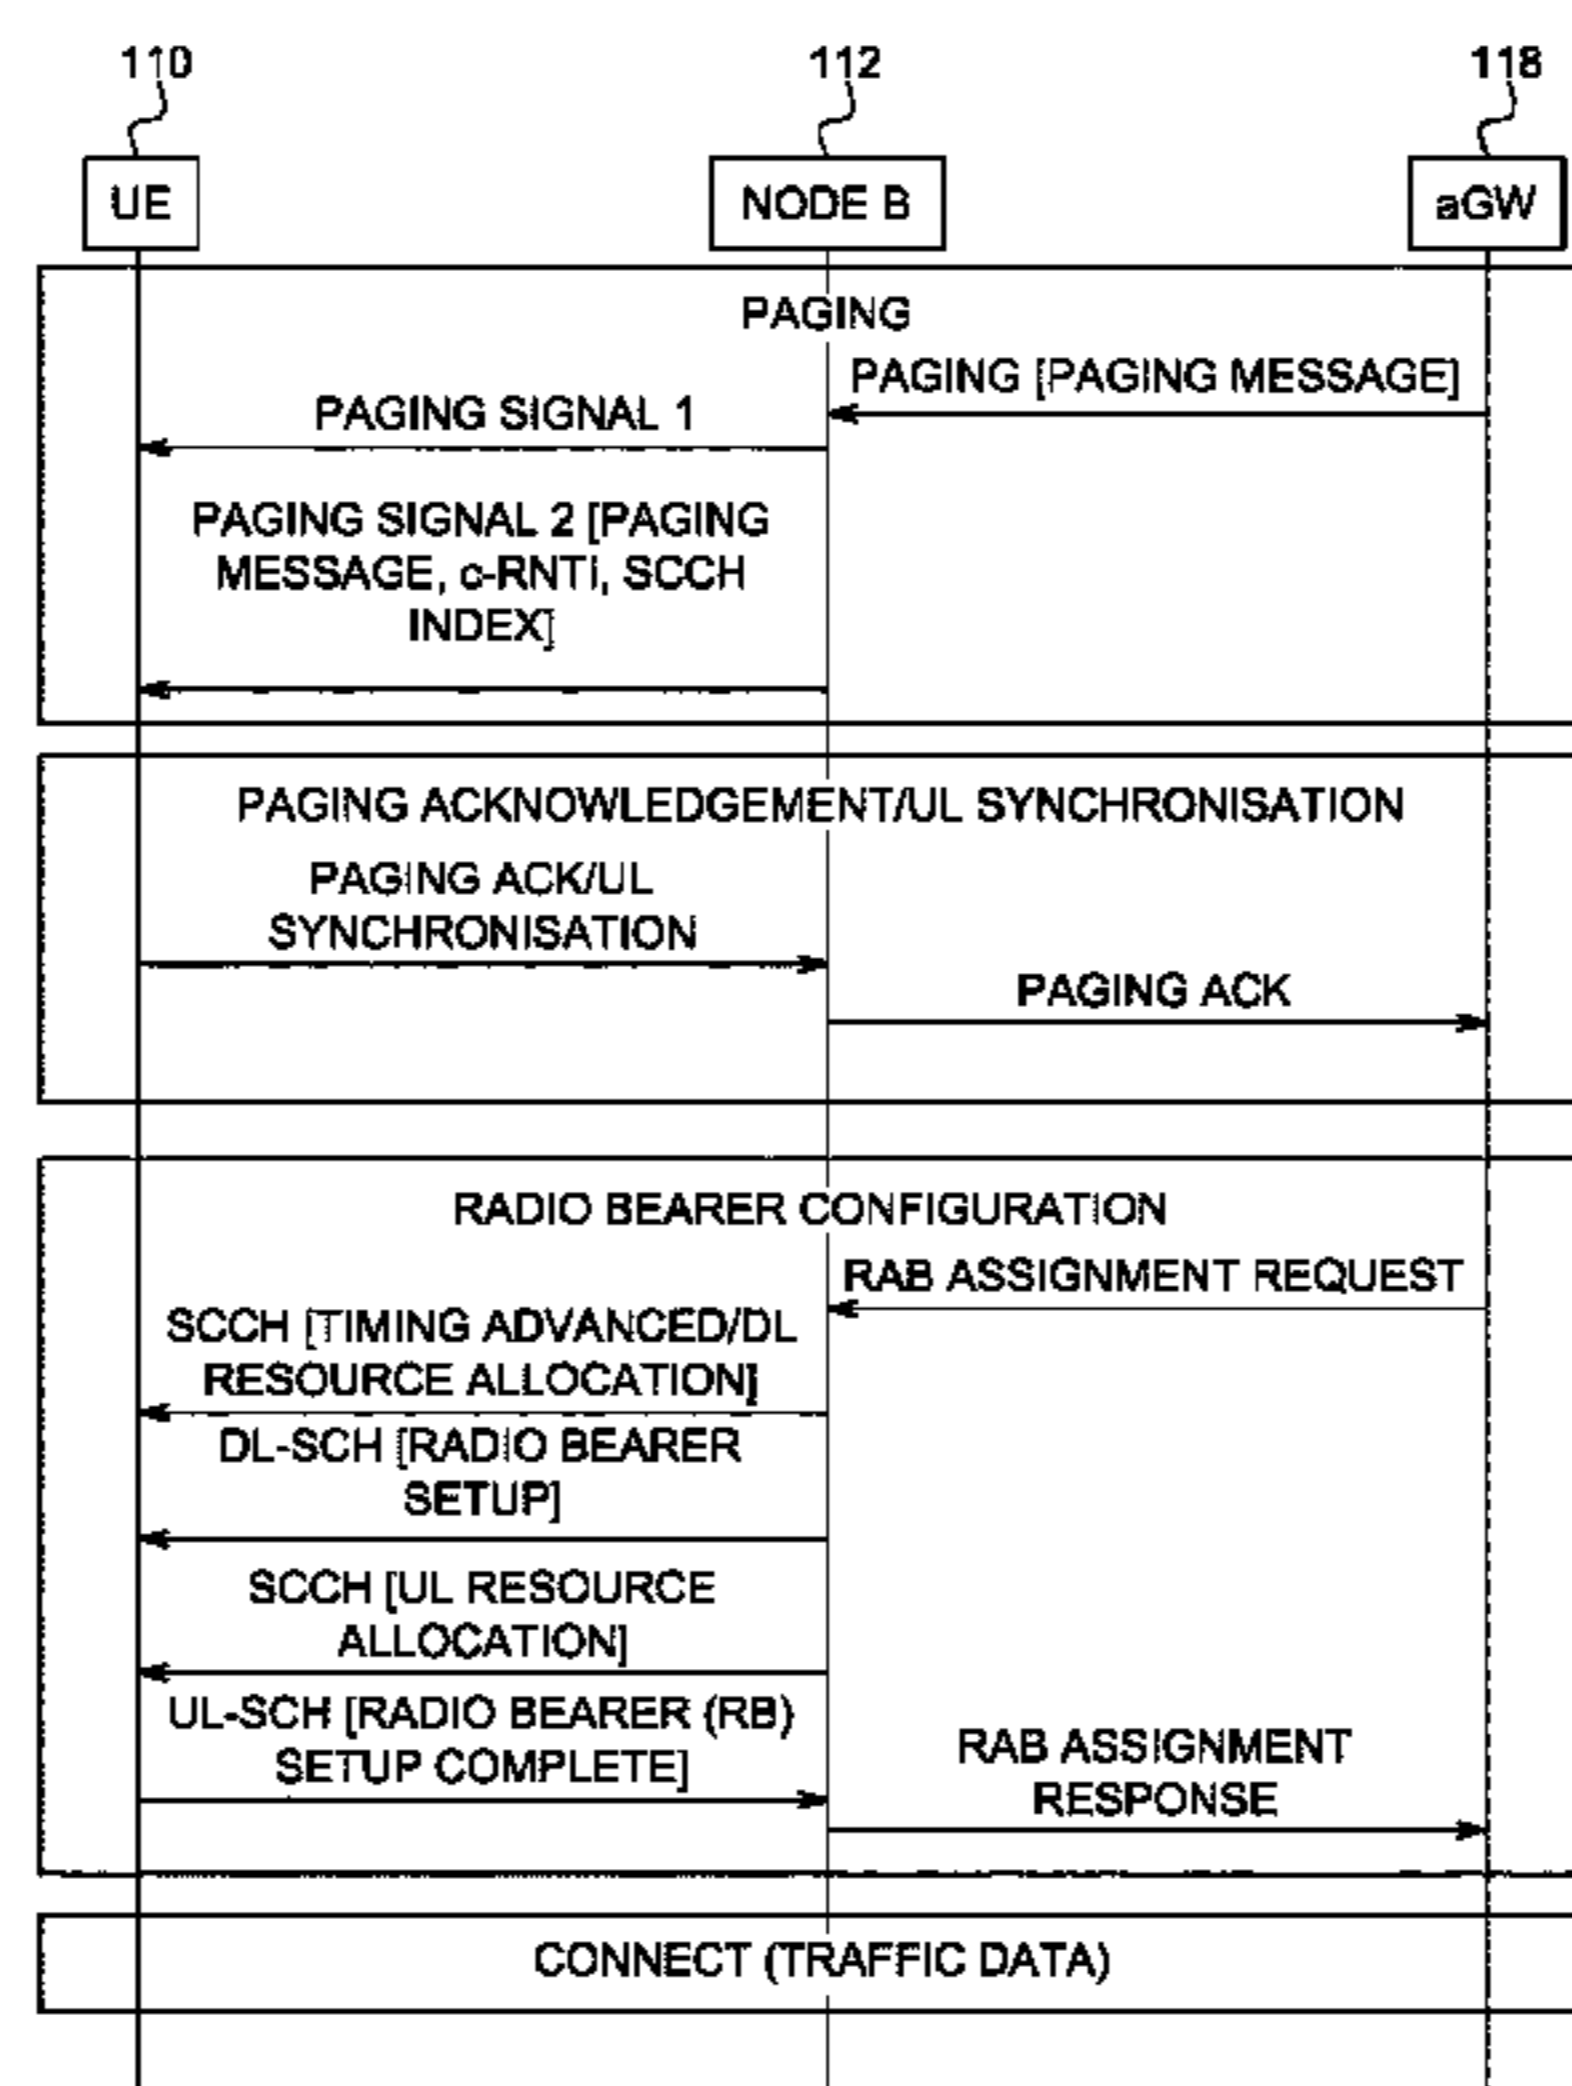 110
112
118
UE
NODE B
aGW
PAGING
PAGING [PAGING MESSAGE]
PAGING SIGNAL 1
PAGING SIGNAL 2 [PAGING
MESSAGE, c-RNTI, SCCH
INDEX]
PAGING ACKNOWLEDGEMENT/UL SYNCHRONISATION
PAGING ACK/UL
SYNCHRONISATION
PAGING ACK
RADIO BEARER CONFIGURATION
RAB ASSIGNMENT REQUEST
SCCH [TIMING ADVANCED/DL
RESOURCE ALLOCATION]
DL-SCH [RADIO BEARER
SETUP]
SCCH [UL RESOURCE
ALLOCATION]
UL-SCH [RADIO BEARER (RB)
SETUP COMPLETE]
RAB ASSIGNMENT
RESPONSE
CONNECT (TRAFFIC DATA)